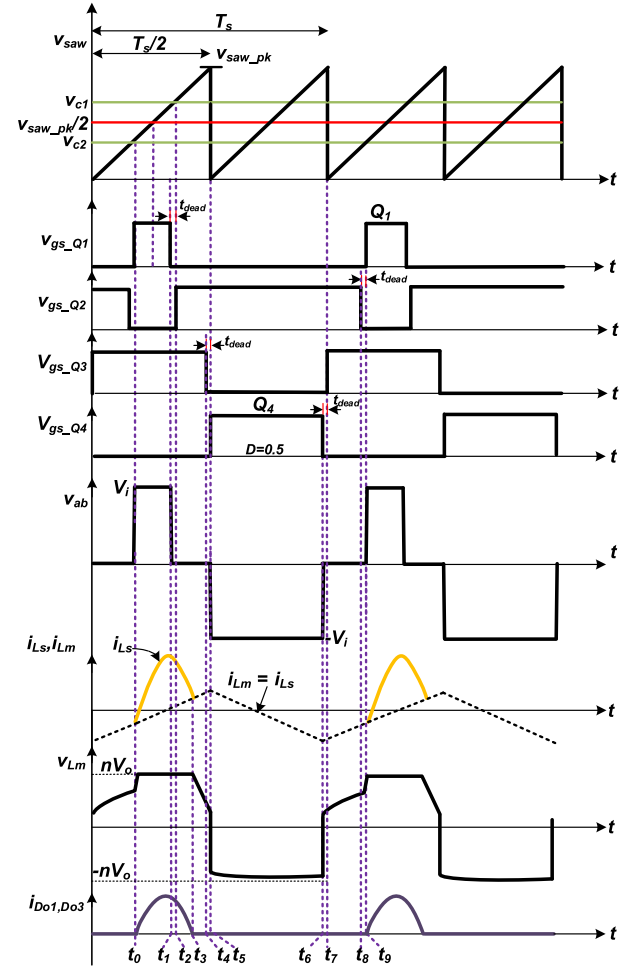 T_s
v_saw
T_s/2
v_saw_pk
v_c1
v_saw_pk/2
v_c2
t
t_dead
Q_1
v_gs_Q1
t
t_dead
v_gs_Q2
t
t_dead
V_gs_Q3
t
t_dead
Q_4
V_gs_Q4
D=0.5
t
V_i
v_ab
t
-V_i
i_Ls, i_Lm
i_Ls
i_Lm = i_Ls
t
v_Lm
nV_o
t
-nV_o
i_Do1,Do3
t
t_0 t_1 t_2 t_3 t_4 t_5 t_6 t_7 t_8 t_9